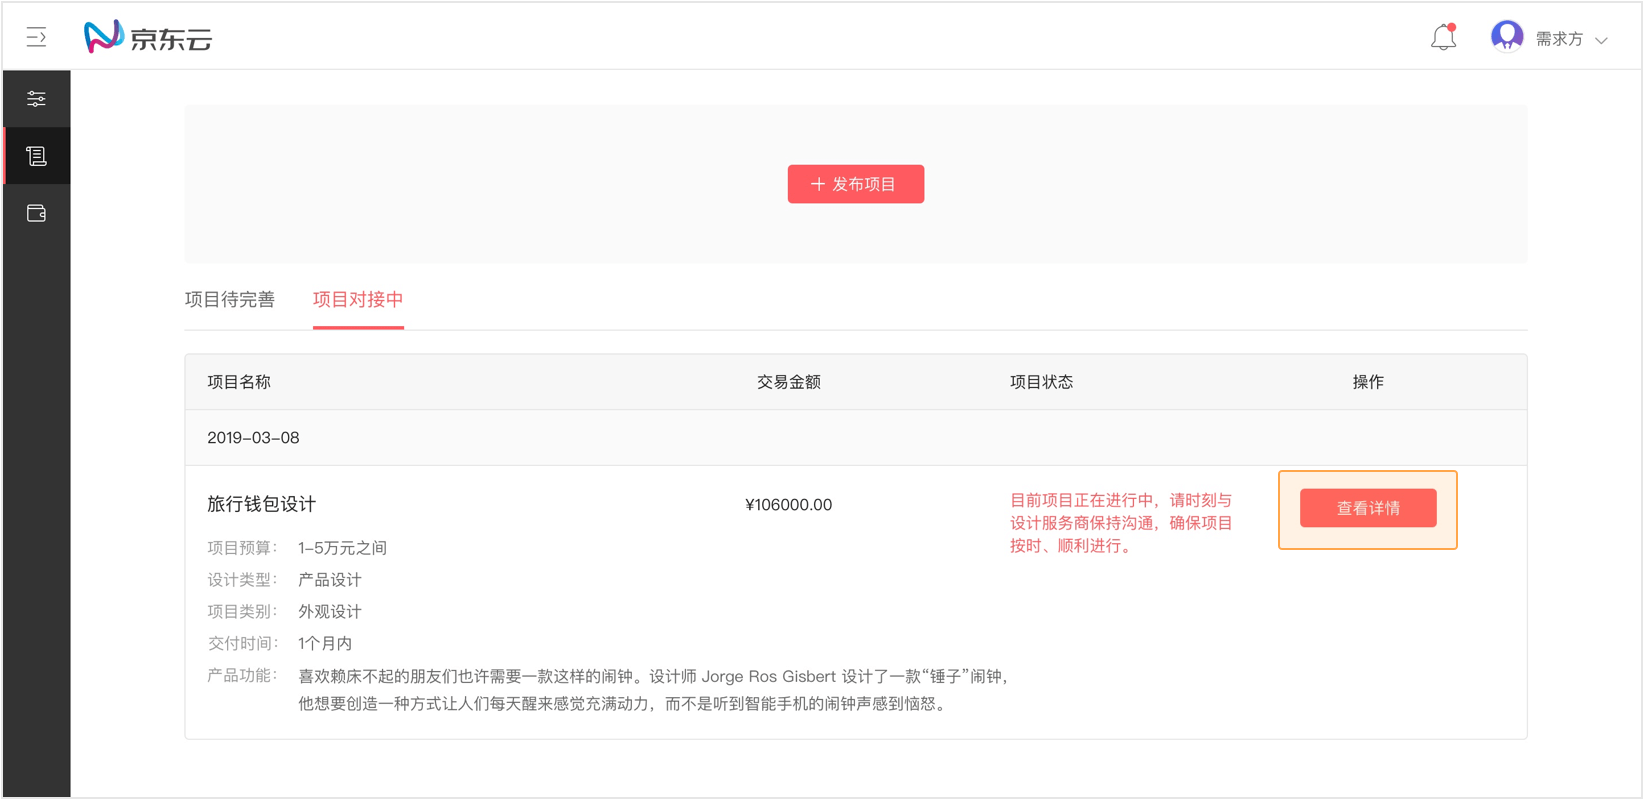 京东云
需求方
发布项目
项目待完善
项目对接中
项目名称
交易金额
项目状态
操作
2019-03-08
旅行钱包设计
¥106000.00
目前项目正在进行中，请时刻与
设计服务商保持沟通，确保项目
按时、顺利进行。
查看详情
项目预算： 1-5万元之间
设计类型： 产品设计
项目类别： 外观设计
交付时间： 1个月内
产品功能： 喜欢赖床不起的朋友们也许需要一款这样的闹钟。设计师 Jorge Ros Gisbert 设计了一款“锤子”闹钟，
他想要创造一种方式让人们每天醒来感觉充满动力，而不是听到智能手机的闹钟声感到恼怒。